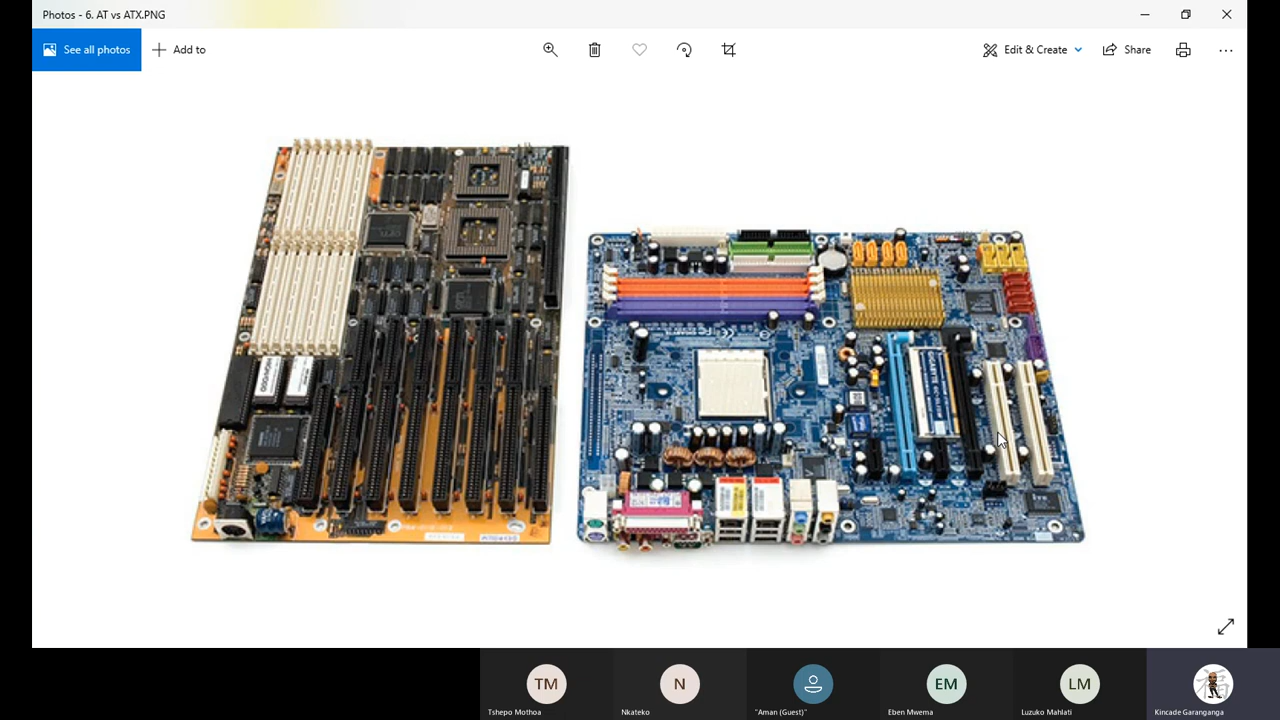 Photos - 6. AT vs ATX.PNG
See all photos
Add to
Edit & Create
Share
GIGABYTE
TM
N
EM
LM
Tshepo Mothoa
Nkateko
"Aman (Guest)"
Eben Mwema
Luzuko Mahlati
Kincade Garanganga